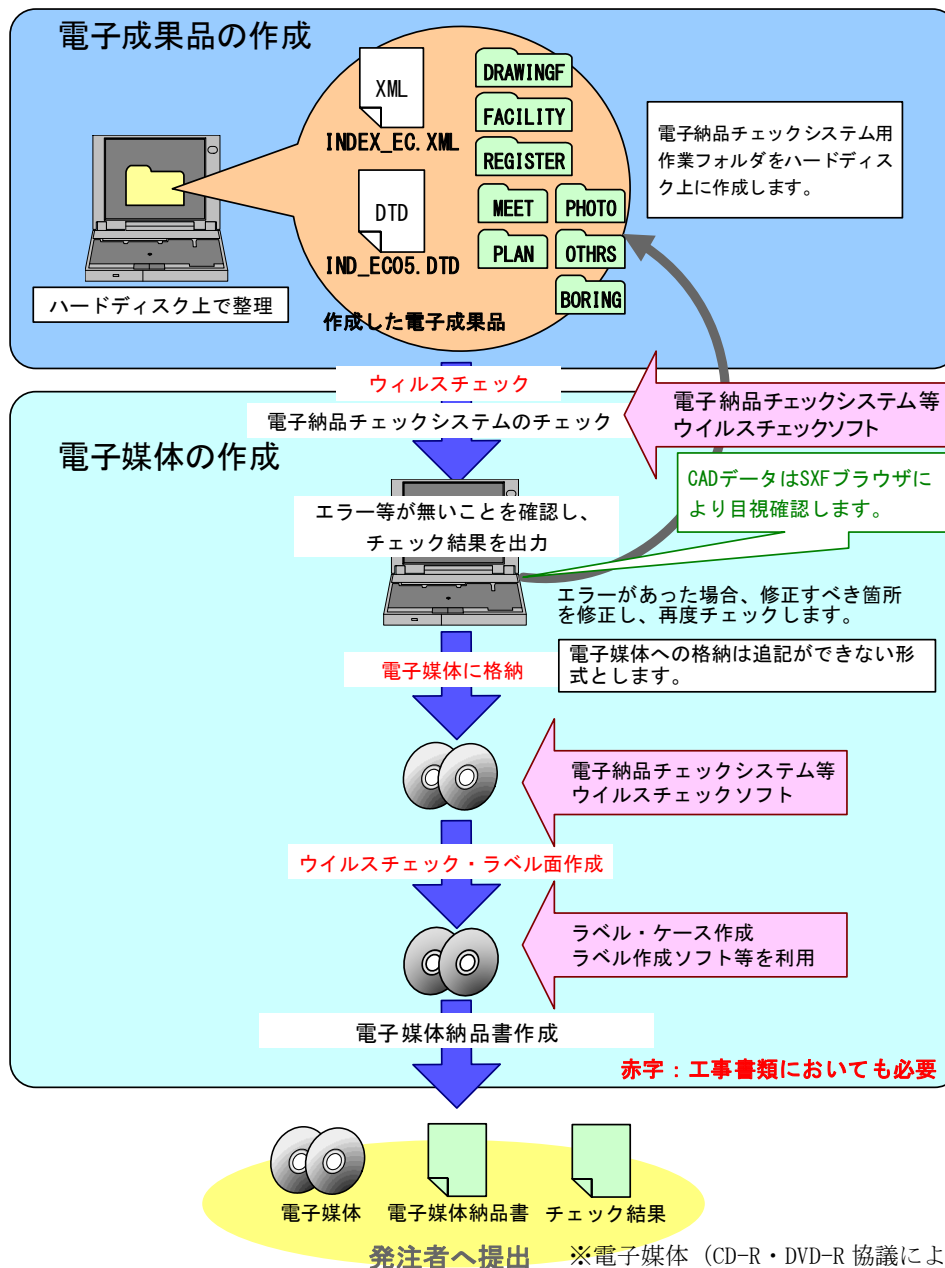 電子成果品の作成
XML
INDEX_EC.XML
DTD
IND_EC05.DTD
DRAWINGF
FACILITY
REGISTER
MEET
PHOTO
PLAN
OTHRS
BORING
作成した電子成果品
ハードディスク上で整理
電子納品チェックシステム用
作業フォルダをハードディス
ク上に作成します。
ウィルスチェック
電子納品チェックシステムのチェック
電子納品チェックシステム等
ウイルスチェックソフト
電子媒体の作成
CADデータはSXFブラウザに
より目視確認します。
エラー等が無いことを確認し、
チェック結果を出力
エラーがあった場合、修正すべき箇所
を修正し、再度チェックします。
電子媒体に格納
電子媒体への格納は追記ができない形
式とします。
電子納品チェックシステム等
ウイルスチェックソフト
ウイルスチェック・ラベル面作成
ラベル・ケース作成
ラベル作成ソフト等を利用
電子媒体納品書作成
赤字：工事書類においても必要
電子媒体
電子媒体納品書
チェック結果
発注者へ提出
※電子媒体（CD-R・DVD-R 協議によ